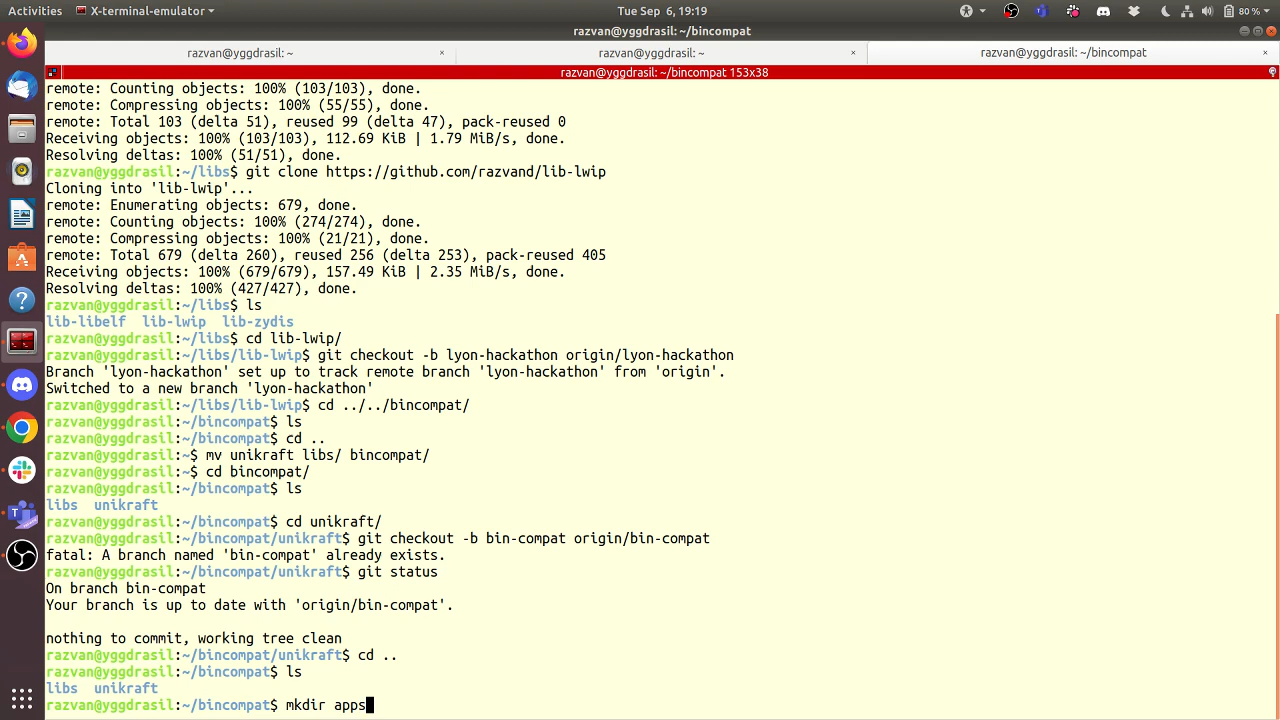 Activities X-terminal-emulator Tue Sep 6, 19:19 80 %
razvan@yggdrasil: ~/bincompat
razvan@yggdrasil: ~ × razvan@yggdrasil: ~ × razvan@yggdrasil: ~/bincompat ×
razvan@yggdrasil: ~/bincompat 153x38
remote: Counting objects: 100% (103/103), done.
remote: Compressing objects: 100% (55/55), done.
remote: Total 103 (delta 51), reused 99 (delta 47), pack-reused 0
Receiving objects: 100% (103/103), 112.69 KiB | 1.79 MiB/s, done.
Resolving deltas: 100% (51/51), done.
razvan@yggdrasil:~/libs$ git clone https://github.com/razvand/lib-lwip
Cloning into 'lib-lwip'...
remote: Enumerating objects: 679, done.
remote: Counting objects: 100% (274/274), done.
remote: Compressing objects: 100% (21/21), done.
remote: Total 679 (delta 260), reused 256 (delta 253), pack-reused 405
Receiving objects: 100% (679/679), 157.49 KiB | 2.35 MiB/s, done.
Resolving deltas: 100% (427/427), done.
razvan@yggdrasil:~/libs$ ls
lib-libelf lib-lwip lib-zydis
razvan@yggdrasil:~/libs$ cd lib-lwip/
razvan@yggdrasil:~/libs/lib-lwip$ git checkout -b lyon-hackathon origin/lyon-hackathon
Branch 'lyon-hackathon' set up to track remote branch 'lyon-hackathon' from 'origin'.
Switched to a new branch 'lyon-hackathon'
razvan@yggdrasil:~/libs/lib-lwip$ cd ../../bincompat/
razvan@yggdrasil:~/bincompat$ ls
razvan@yggdrasil:~/bincompat$ cd ..
razvan@yggdrasil:~$ mv unikraft libs/ bincompat/
razvan@yggdrasil:~$ cd bincompat/
razvan@yggdrasil:~/bincompat$ ls
libs unikraft
razvan@yggdrasil:~/bincompat$ cd unikraft/
razvan@yggdrasil:~/bincompat/unikraft$ git checkout -b bin-compat origin/bin-compat
fatal: A branch named 'bin-compat' already exists.
razvan@yggdrasil:~/bincompat/unikraft$ git status
On branch bin-compat
Your branch is up to date with 'origin/bin-compat'.
nothing to commit, working tree clean
razvan@yggdrasil:~/bincompat/unikraft$ cd ..
razvan@yggdrasil:~/bincompat$ ls
libs unikraft
razvan@yggdrasil:~/bincompat$ mkdir apps